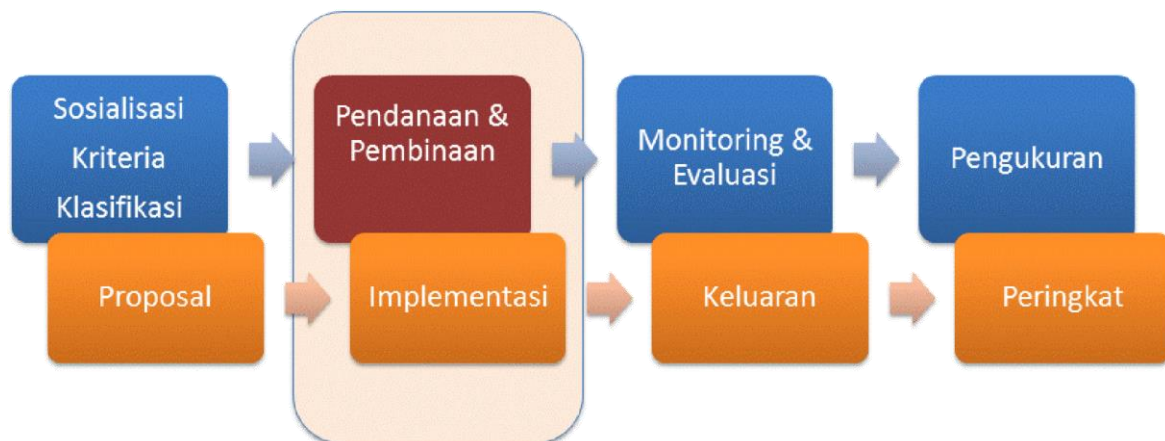 Sosialisasi
Kriteria
Klasifikasi
Proposal
Pendanaan &
Pembinaan
Implementasi
Monitoring &
Evaluasi
Keluaran
Pengukuran
Peringkat